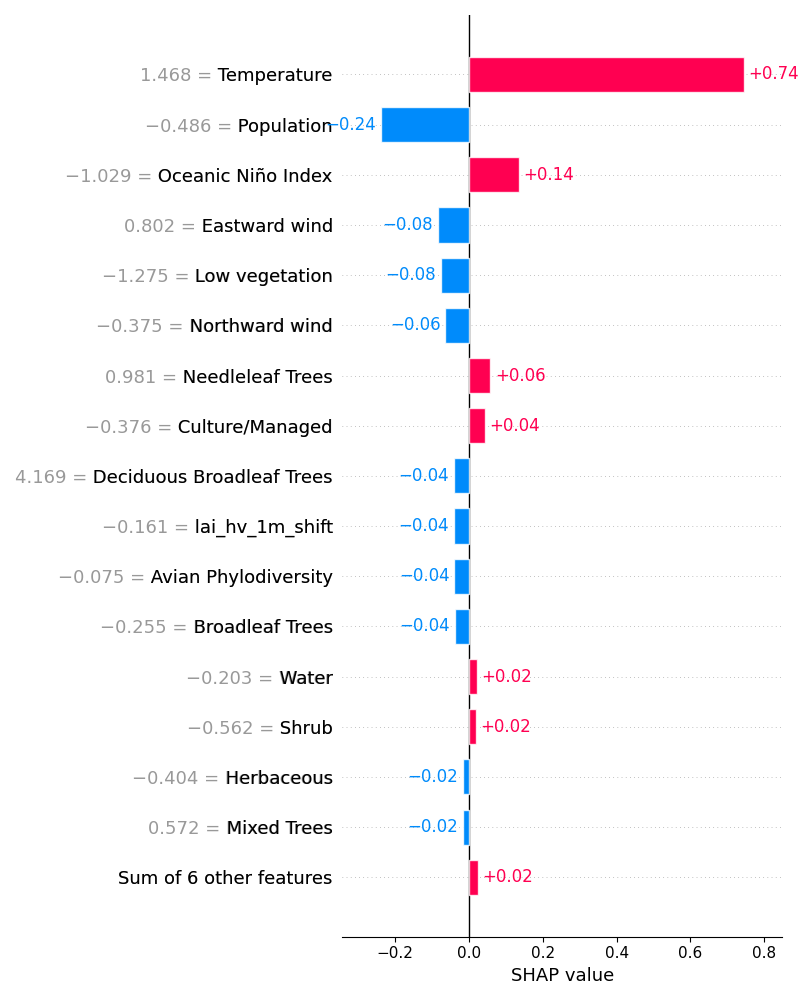 1.468 = Temperature +0.74
−0.486 = Population −0.24
−1.029 = Oceanic Niño Index +0.14
0.802 = Eastward wind −0.08
−1.275 = Low vegetation −0.08
−0.375 = Northward wind −0.06
0.981 = Needleleaf Trees +0.06
−0.376 = Culture/Managed +0.04
4.169 = Deciduous Broadleaf Trees −0.04
−0.161 = lai_hv_1m_shift −0.04
−0.075 = Avian Phylodiversity −0.04
−0.255 = Broadleaf Trees −0.04
−0.203 = Water +0.02
−0.562 = Shrub +0.02
−0.404 = Herbaceous −0.02
0.572 = Mixed Trees −0.02
Sum of 6 other features +0.02
−0.2 0.0 0.2 0.4 0.6 0.8
SHAP value